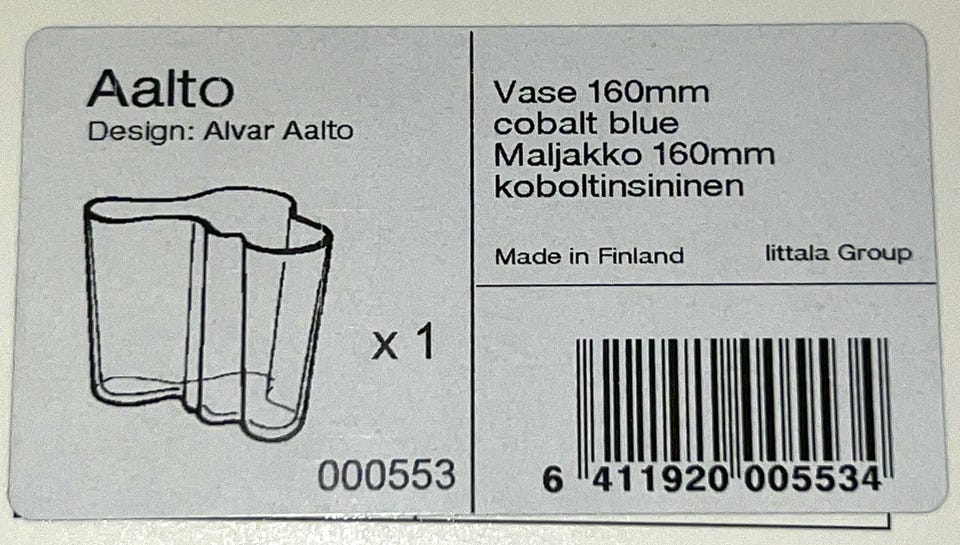 Aalto
Design: Alvar Aalto
x 1
000553
Vase 160mm
cobalt blue
Maljakko 160mm
koboltinsininen
Made in Finland
Iittala Group
6 411920 005534